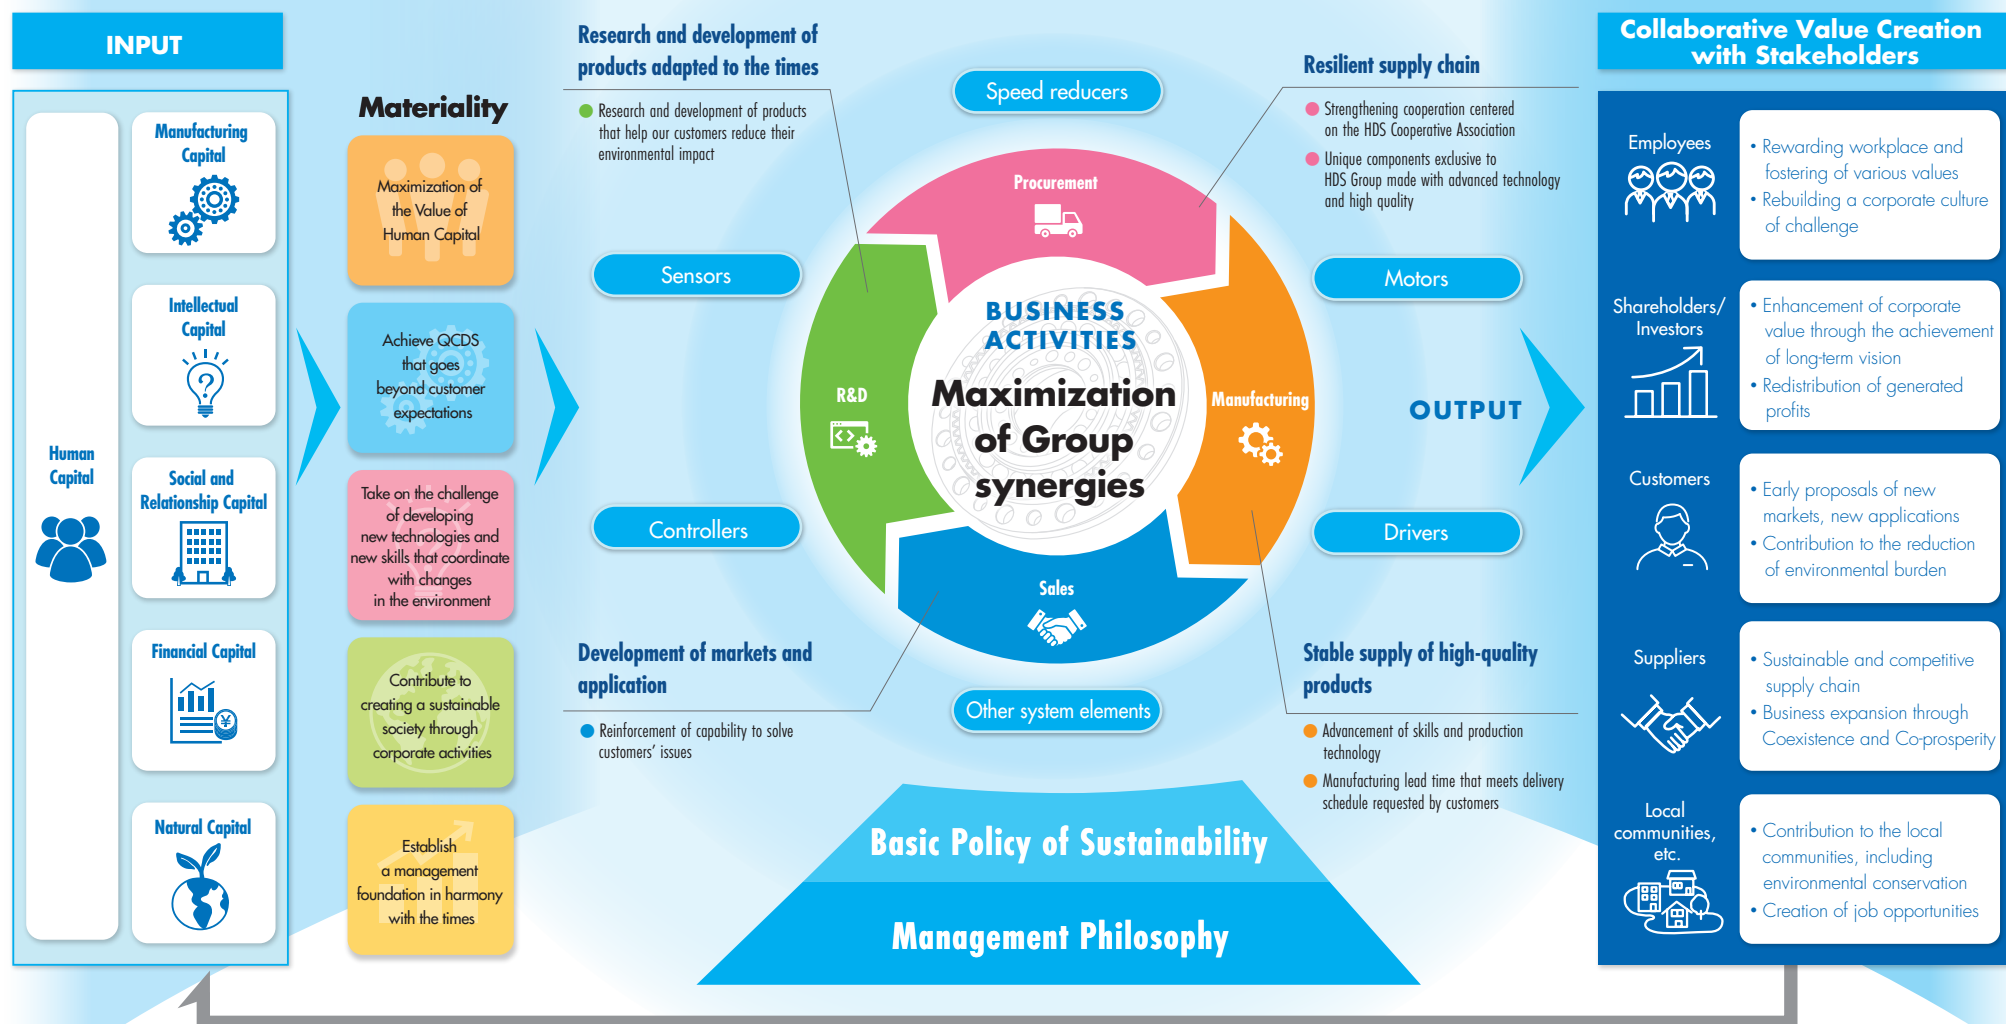 INPUT
Human
Capital
Manufacturing
Capital
Intellectual
Capital
Social and
Relationship Capital
Financial Capital
¥
Natural Capital
Materiality
Maximization of
the Value of
Human Capital
Achieve QCDS
that goes
beyond customer
expectations
Take on the challenge
of developing
new technologies and
new skills that coordinate
with changes
in the environment
Contribute to
creating a sustainable
society through
corporate activities
Establish
a management
foundation in harmony
with the times
Research and development of
products adapted to the times
Research and development of products
that help our customers reduce their
environmental impact
Speed reducers
Resilient supply chain
Strengthening cooperation centered
on the HDS Cooperative Association
Unique components exclusive to
HDS Group made with advanced technology
and high quality
Sensors
Motors
Controllers
Drivers
Other system elements
Procurement
R&D
Manufacturing
Sales
BUSINESS
ACTIVITIES
Maximization
of Group
synergies
Development of markets and
application
Reinforcement of capability to solve
customers' issues
Stable supply of high-quality
products
Advancement of skills and production
technology
Manufacturing lead time that meets delivery
schedule requested by customers
Basic Policy of Sustainability
Management Philosophy
OUTPUT
Collaborative Value Creation
with Stakeholders
Employees
• Rewarding workplace and
fostering of various values
• Rebuilding a corporate culture
of challenge
Shareholders/
Investors
• Enhancement of corporate
value through the achievement
of long-term vision
• Redistribution of generated
profits
Customers
• Early proposals of new
markets, new applications
• Contribution to the reduction
of environmental burden
Suppliers
• Sustainable and competitive
supply chain
• Business expansion through
Coexistence and Co-prosperity
Local
communities,
etc.
• Contribution to the local
communities, including
environmental conservation
• Creation of job opportunities